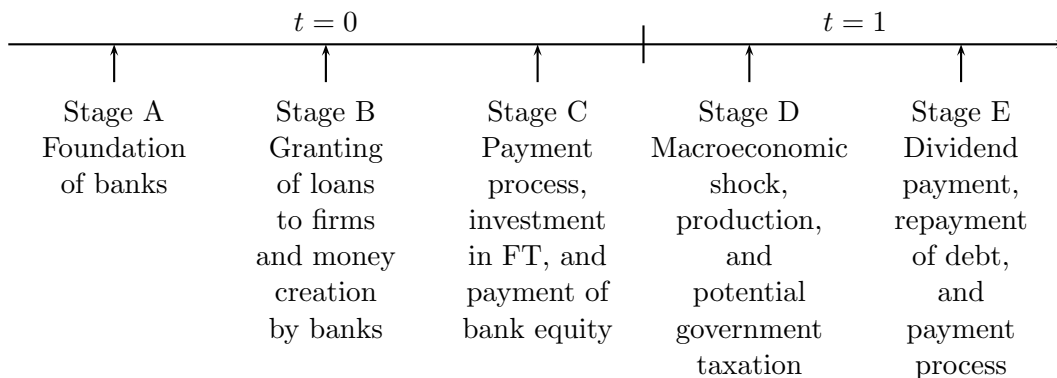 t = 0
t = 1
Stage A
Foundation
of banks
Stage B
Granting
of loans
to firms
and money
creation
by banks
Stage C
Payment
process,
investment
in FT, and
payment of
bank equity
Stage D
Macroeconomic
shock,
production,
and
potential
government
taxation
Stage E
Dividend
payment,
repayment
of debt,
and
payment
process